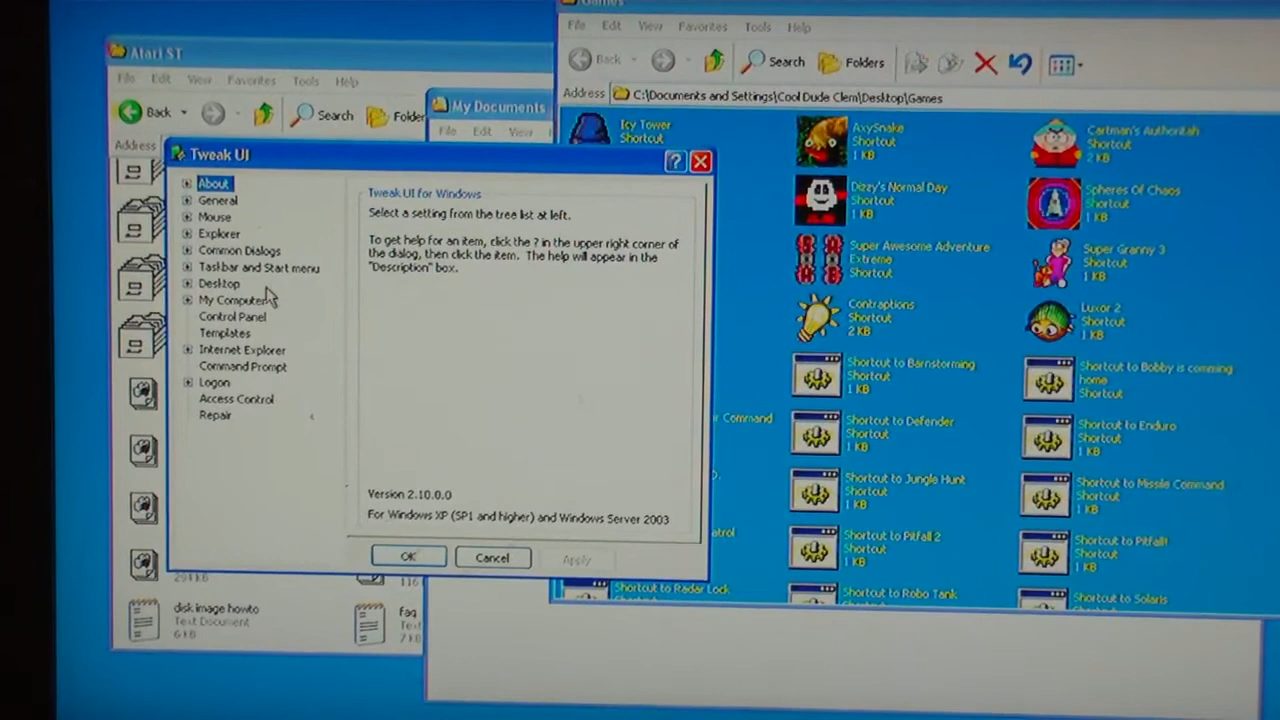 Games
File Edit View Favorites Tools Help
Back Search Folders
Address C:\Documents and Settings\Cool Dude Clem\Desktop\Games
Atari ST
File Edit View Favorites Tools Help
Back Search Folder
Address
My Documents
File Edit View
Tweak UI
About
General
Mouse
Explorer
Common Dialogs
Taskbar and Start menu
Desktop
My Computer
Control Panel
Templates
Internet Explorer
Command Prompt
Logon
Access Control
Repair
Tweak UI for Windows
Select a setting from the tree list at left.
To get help for an item, click the ? in the upper right corner of
the dialog, then click the item. The help will appear in the
"Description" box.
Version 2.10.0.0
For Windows XP (SP1 and higher) and Windows Server 2003
OK Cancel Apply
Icy Tower
Shortcut
AxySnake
Shortcut
1 KB
Cartman's Authoritah
Shortcut
2 KB
Dizzy's Normal Day
Shortcut
1 KB
Spheres Of Chaos
Shortcut
1 KB
Super Awesome Adventure
Extreme
Shortcut
Super Granny 3
Shortcut
1 KB
Contraptions
Shortcut
2 KB
Luxor 2
Shortcut
1 KB
Shortcut to Barnstorming
Shortcut
1 KB
Shortcut to Bobby is comming
home
Shortcut
Command
Shortcut to Defender
Shortcut
1 KB
Shortcut to Enduro
Shortcut
1 KB
Shortcut to Jungle Hunt
Shortcut
1 KB
Shortcut to Missile Command
Shortcut
1 KB
Shortcut to Pitfall 2
Shortcut
1 KB
Shortcut to Pitfall!
Shortcut
1 KB
Shortcut to Radar Lock
Shortcut
Shortcut to Robo Tank
Shortcut
Shortcut to Solaris
Shortcut
disk image howto
Text Document
6 KB
faq
7 KB